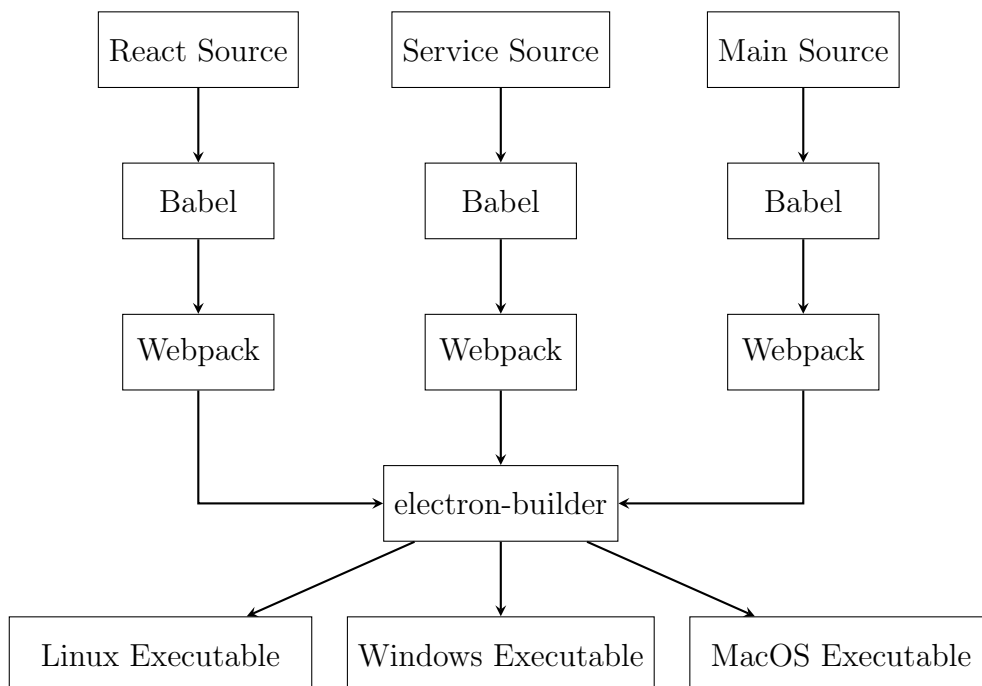 React Source
Service Source
Main Source
Babel
Babel
Babel
Webpack
Webpack
Webpack
electron-builder
Linux Executable
Windows Executable
MacOS Executable